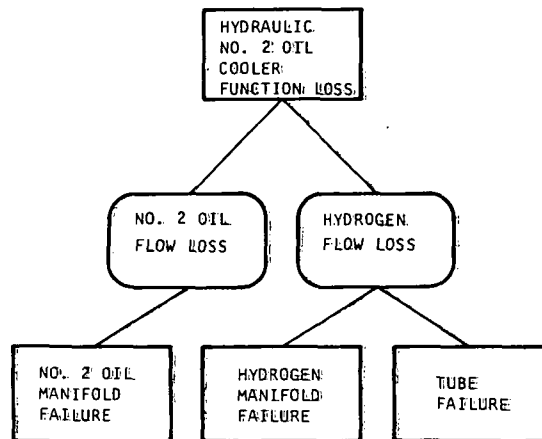 HYDRAULIC
NO. 2 OIL
COOLER
FUNCTION LOSS
NO. 2 OIL
FLOW LOSS
HYDROGEN
FLOW LOSS
NO. 2 OIL
MANIFOLD
FAILURE
HYDROGEN
MANIFOLD
FAILURE
TUBE
FAILURE